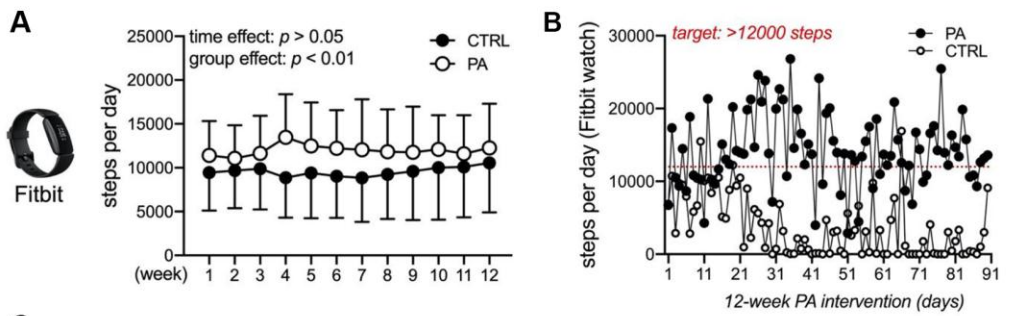 A
25000
20000
15000
10000
5000
0
steps per day
time effect: p > 0.05
group effect: p < 0.01
CTRL
PA
Fitbit
(week) 1 2 3 4 5 6 7 8 9 10 11 12
B
30000
20000
10000
0
steps per day (Fitbit watch)
target: >12000 steps
PA
CTRL
1 11 21 31 41 51 61 71 81 91
12-week PA intervention (days)